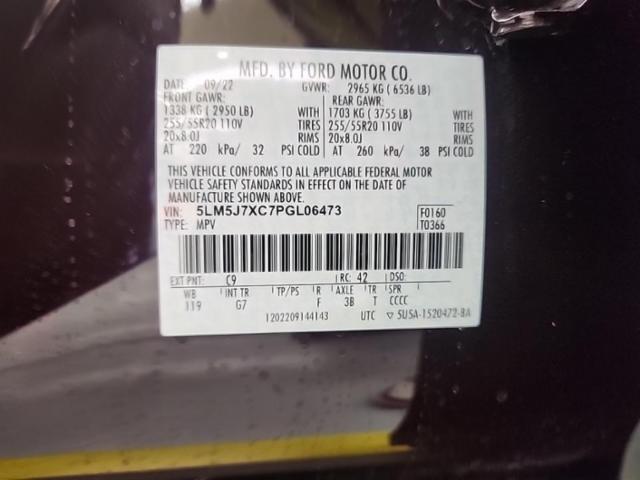 MFD. BY FORD MOTOR CO.
DATE: 09/22 GVWR: 2965 KG ( 6536 LB)
FRONT GAWR: REAR GAWR:
1338 KG ( 2950 LB) WITH 1703 KG ( 3755 LB) WITH
255/55R20 110V TIRES 255/55R20 110V TIRES
20x8.0J RIMS 20x8.0J RIMS
AT 220 kPa/ 32 PSI COLD AT 260 kPa/ 38 PSI COLD
THIS VEHICLE CONFORMS TO ALL APPLICABLE FEDERAL MOTOR
VEHICLE SAFETY STANDARDS IN EFFECT ON THE DATE OF
MANUFACTURE SHOWN ABOVE.
VIN: 5LM5J7XC7PGL06473 F0160
TYPE: MPV T0366
EXT PNT: C9 RC: 42 DSO:
WB INT TR TP/PS R AXLE TR SPR
119 G7 F 3B T CCCC
1202209144143 UTC ▽ 5U5A-1520472-BA